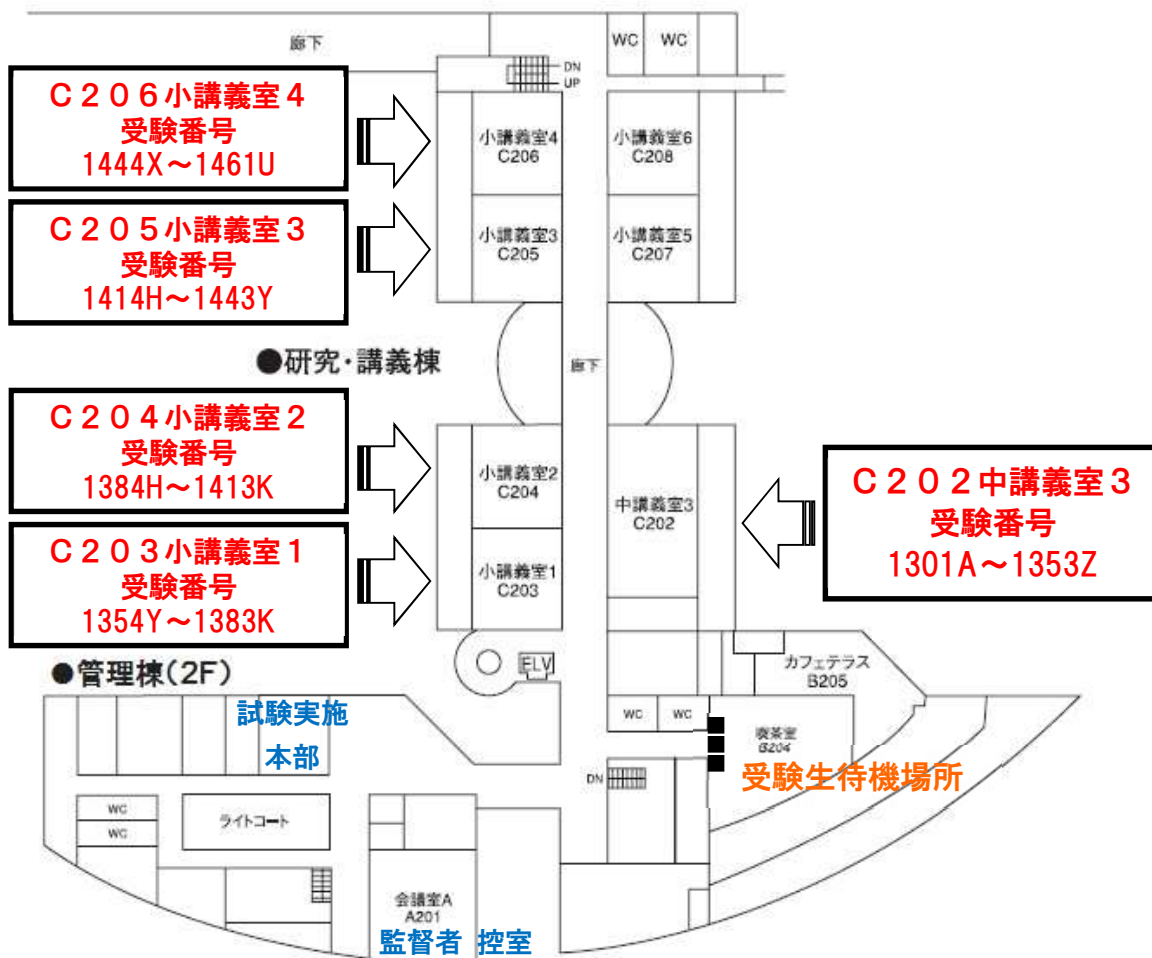 廊下
WC
WC
DN
UP
C206小講義室4
受験番号
1444X～1461U
小講義室4
C206
小講義室6
C208
C205小講義室3
受験番号
1414H～1443Y
小講義室3
C205
小講義室5
C207
●研究・講義棟
廊下
C204小講義室2
受験番号
1384H～1413K
小講義室2
C204
中講義室3
C202
C202中講義室3
受験番号
1301A～1353Z
C203小講義室1
受験番号
1354Y～1383K
小講義室1
C203
●管理棟(2F)
ELV
カフェテラス
B205
試験実施
本部
WC
WC
喫茶室
B204
受験生待機場所
DN
WC
WC
ライトコート
会議室A
A201
監督者 控室